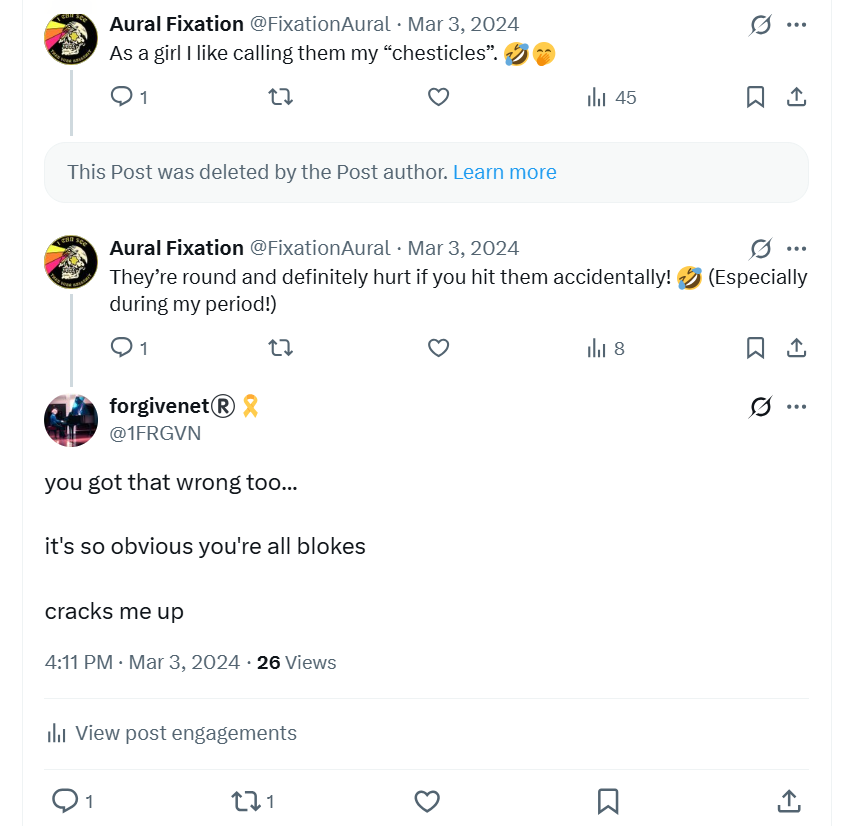 Aural Fixation @FixationAural · Mar 3, 2024
As a girl I like calling them my “chesticles”. 🤣🤭
1 45
This Post was deleted by the Post author. Learn more
Aural Fixation @FixationAural · Mar 3, 2024
They’re round and definitely hurt if you hit them accidentally! 🤣 (Especially
during my period!)
1 8
forgivenet®️🎗️
@1FRGVN
you got that wrong too...
it's so obvious you're all blokes
cracks me up
4:11 PM · Mar 3, 2024 · 26 Views
View post engagements
1 1